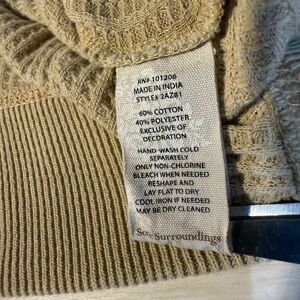 RN# 101206
MADE IN INDIA
STYLE# 2AZ81
60% COTTON
40% POLYESTER
EXCLUSIVE OF
DECORATION
HAND-WASH COLD
SEPARATELY
ONLY NON-CHLORINE
BLEACH WHEN NEEDED
RESHAPE AND
LAY FLAT TO DRY
COOL IRON IF NEEDED
MAY BE DRY CLEANED
Surroundings